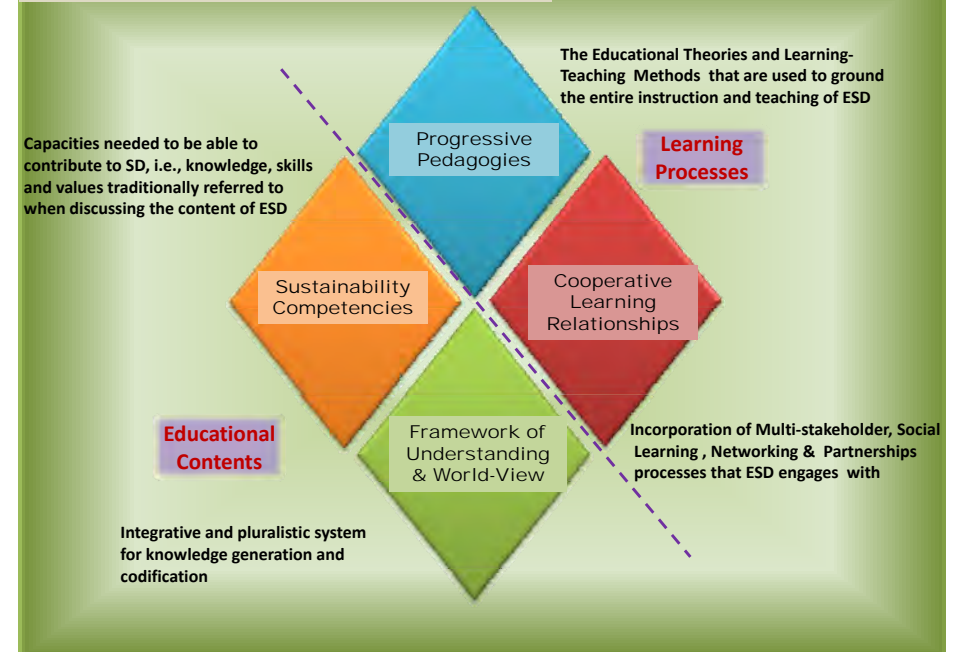 The Educational Theories and Learning-
Teaching Methods that are used to ground
the entire instruction and teaching of ESD
Progressive
Pedagogies
Learning
Processes
Capacities needed to be able to
contribute to SD, i.e., knowledge, skills
and values traditionally referred to
when discussing the content of ESD
Sustainability
Competencies
Cooperative
Learning
Relationships
Educational
Contents
Framework of
Understanding
& World-View
Incorporation of Multi-stakeholder, Social
Learning , Networking & Partnerships
processes that ESD engages with
Integrative and pluralistic system
for knowledge generation and
codification